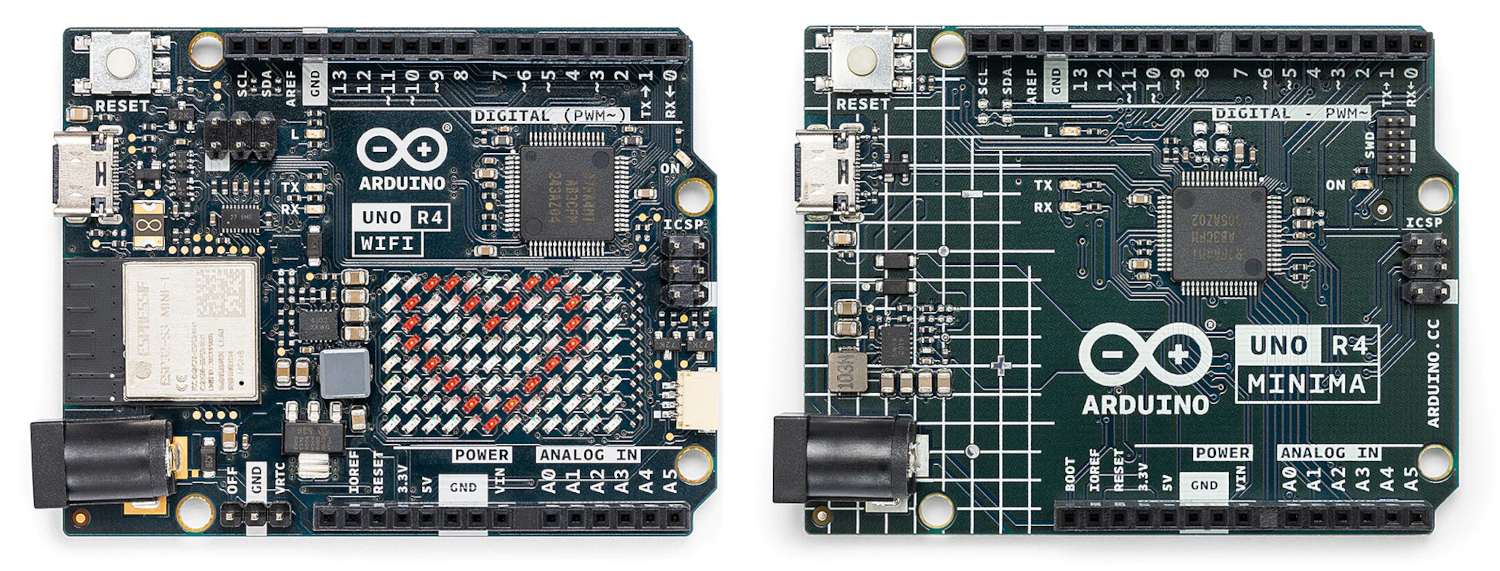 RESET
SCL
SDA
AREF
GND
13
12
~11
~10
~9
8
7
~6
~5
4
~3
2
TX→1
RX←0
DIGITAL (PWM~)
L
®
ARDUINO
ON
TX
RX
UNO R4
WIFI
ICSP
ESPRESSIF
ESP32-S3-MINI-1
POWER
ANALOG IN
OFF
GND
VRTC
IOREF
RESET
3.3V
5V
GND
VIN
A0
A1
A2
A3
A4
A5
RESET
SCL
SDA
AREF
GND
13
12
~11
~10
~9
8
7
~6
~5
4
~3
2
TX→1
RX←0
DIGITAL - PWM~
L
SWD
TX
RX
ON
ICSP
®
ARDUINO
UNO R4
MINIMA
ARDUINO.CC
POWER
ANALOG IN
BOOT
IOREF
RESET
3.3V
5V
GND
VIN
A0
A1
A2
A3
A4
A5